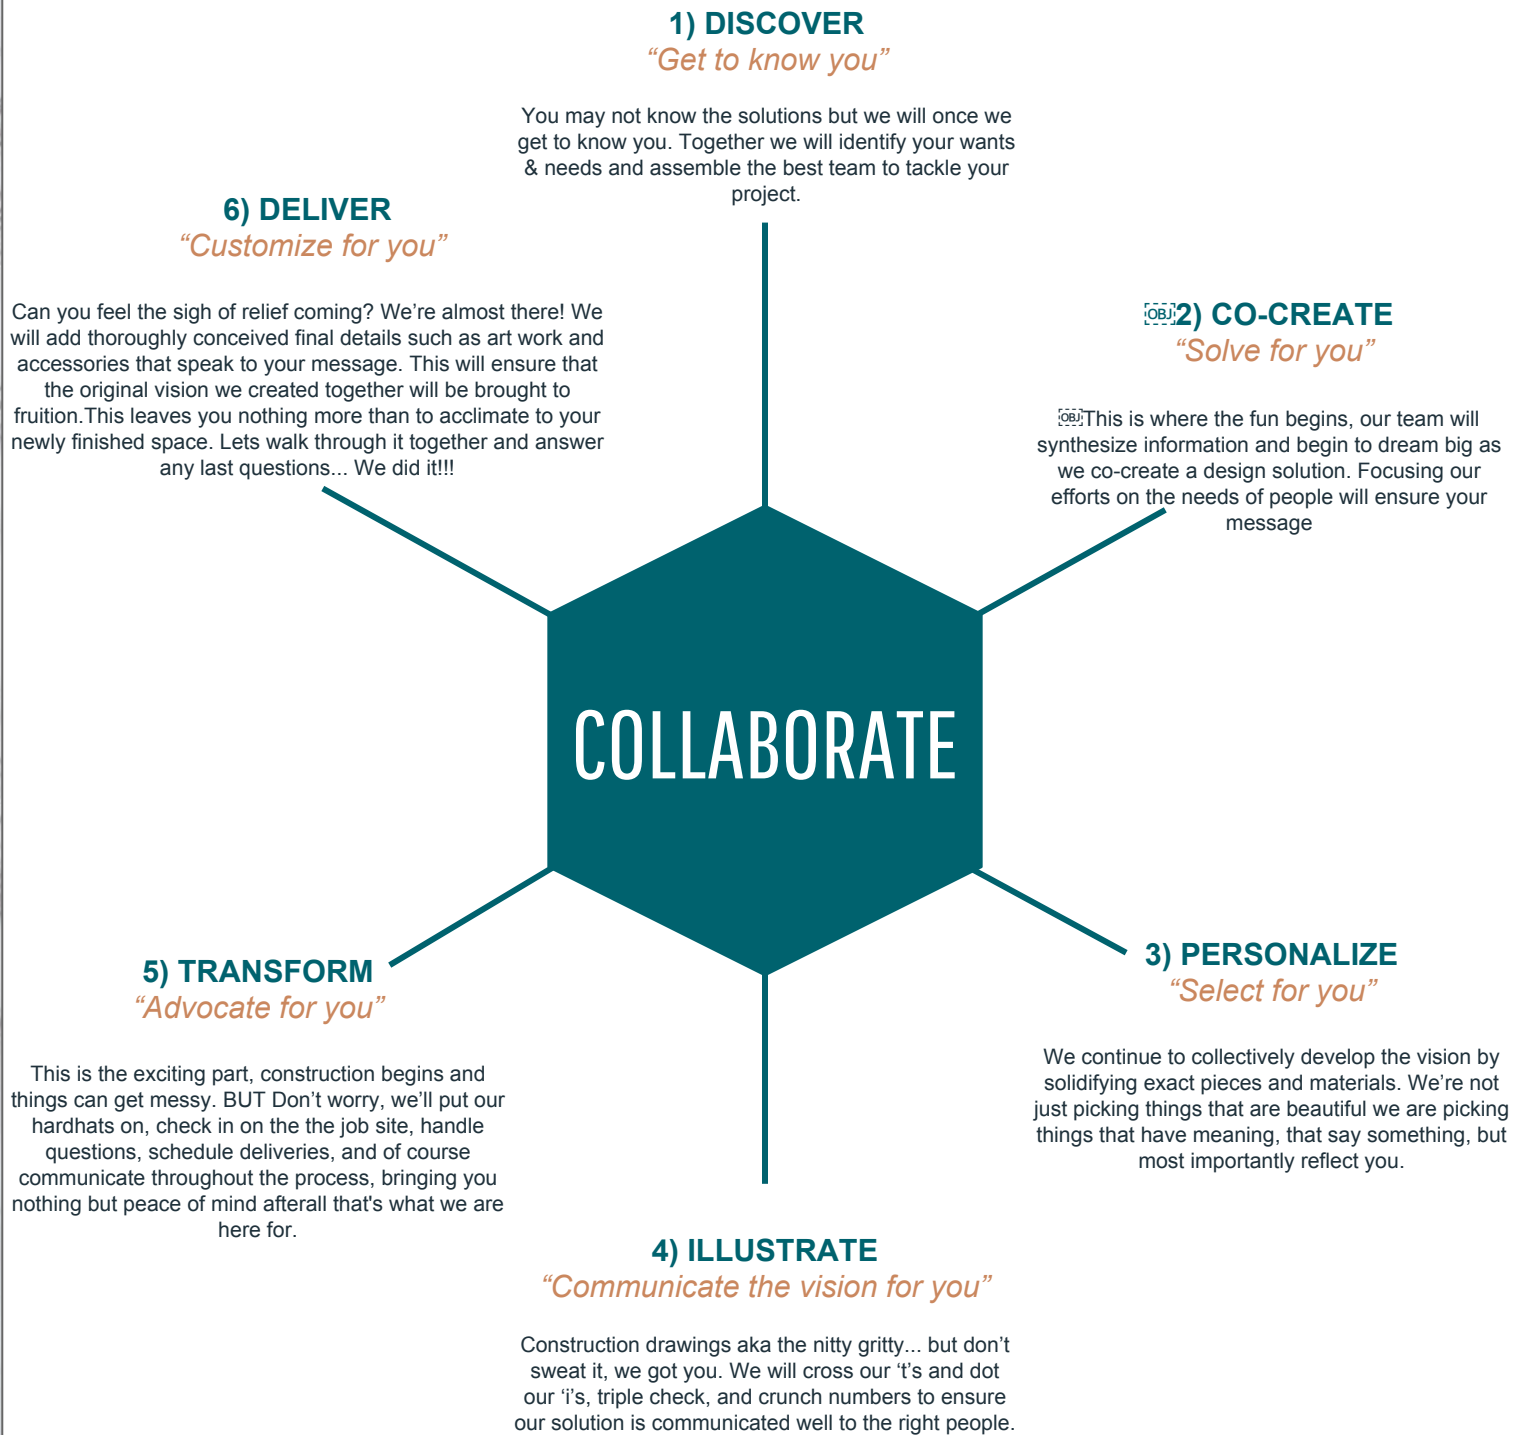 1) DISCOVER
“Get to know you”
You may not know the solutions but we will once we
get to know you. Together we will identify your wants
& needs and assemble the best team to tackle your
project.
￼2) CO-CREATE
“Solve for you”
￼This is where the fun begins, our team will
synthesize information and begin to dream big as
we co-create a design solution. Focusing our
efforts on the needs of people will ensure your
message
3) PERSONALIZE
“Select for you”
We continue to collectively develop the vision by
solidifying exact pieces and materials. We’re not
just picking things that are beautiful we are picking
things that have meaning, that say something, but
most importantly reflect you.
4) ILLUSTRATE
“Communicate the vision for you”
Construction drawings aka the nitty gritty... but don’t
sweat it, we got you. We will cross our ‘t’s and dot
our ‘i’s, triple check, and crunch numbers to ensure
our solution is communicated well to the right people.
5) TRANSFORM
“Advocate for you”
This is the exciting part, construction begins and
things can get messy. BUT Don’t worry, we’ll put our
hardhats on, check in on the the job site, handle
questions, schedule deliveries, and of course
communicate throughout the process, bringing you
nothing but peace of mind afterall that's what we are
here for.
6) DELIVER
“Customize for you”
Can you feel the sigh of relief coming? We’re almost there! We
will add thoroughly conceived final details such as art work and
accessories that speak to your message. This will ensure that
the original vision we created together will be brought to
fruition.This leaves you nothing more than to acclimate to your
newly finished space. Lets walk through it together and answer
any last questions... We did it!!!
COLLABORATE